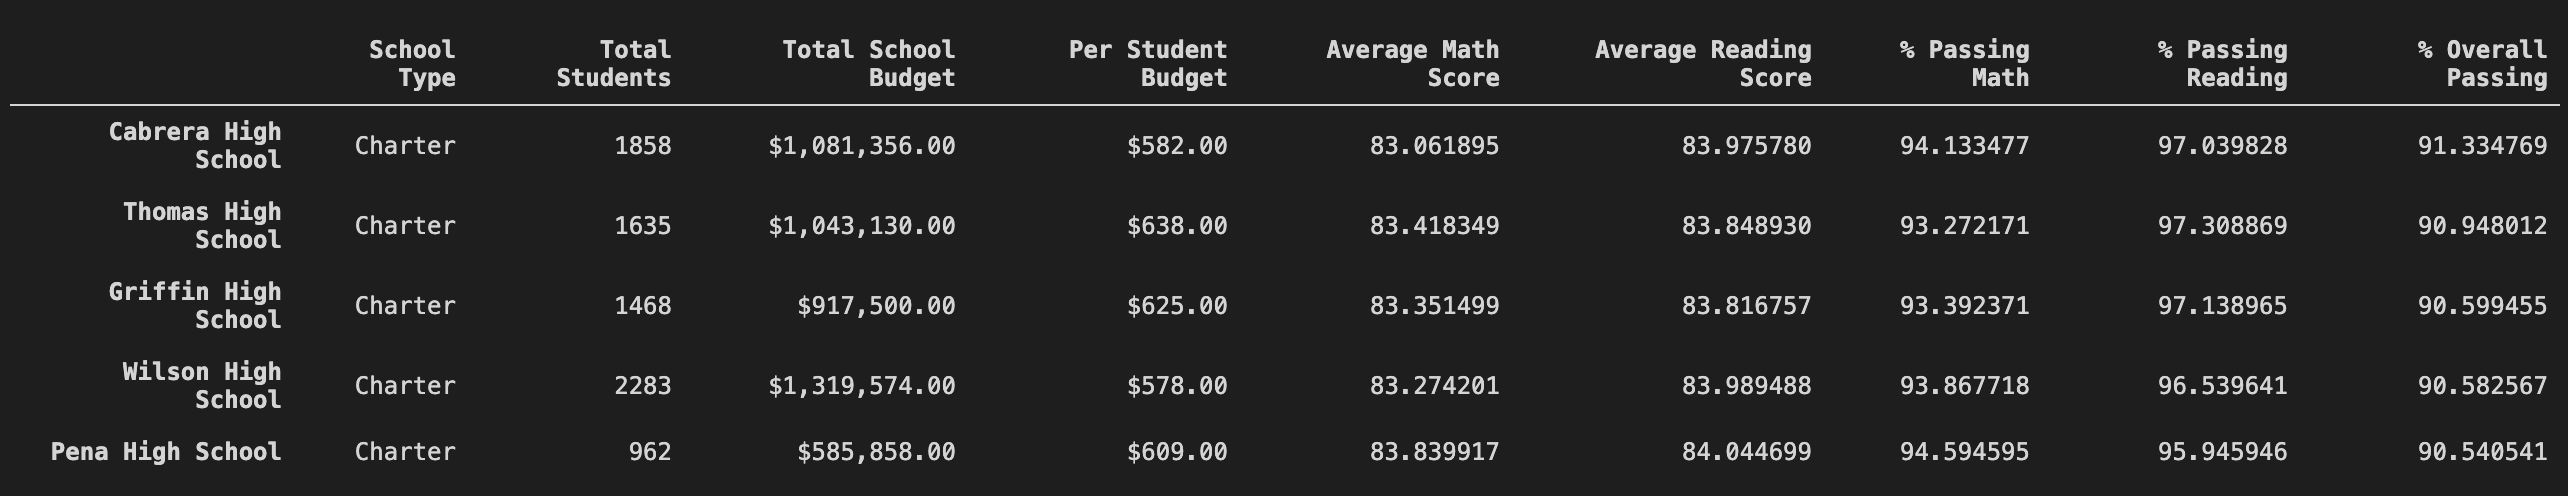 School Total Total School Per Student Average Math Average Reading % Passing % Passing % Overall
Type Students Budget Budget Score Score Math Reading Passing
Cabrera High
School Charter 1858 $1,081,356.00 $582.00 83.061895 83.975780 94.133477 97.039828 91.334769
Thomas High
School Charter 1635 $1,043,130.00 $638.00 83.418349 83.848930 93.272171 97.308869 90.948012
Griffin High
School Charter 1468 $917,500.00 $625.00 83.351499 83.816757 93.392371 97.138965 90.599455
Wilson High
School Charter 2283 $1,319,574.00 $578.00 83.274201 83.989488 93.867718 96.539641 90.582567
Pena High School Charter 962 $585,858.00 $609.00 83.839917 84.044699 94.594595 95.945946 90.540541